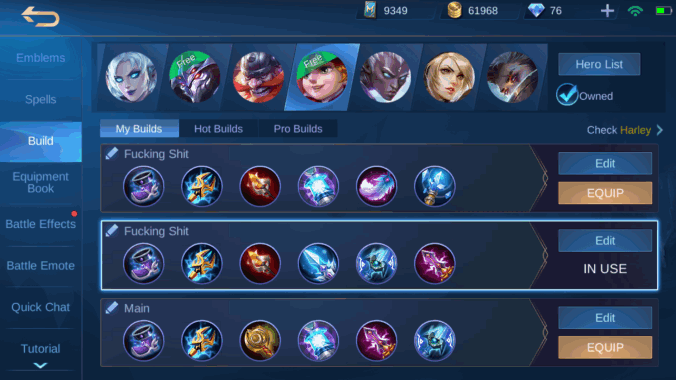 9349 61968 76
Emblems
Spells
Build
Equipment
Book
Battle Effects
Battle Emote
Quick Chat
Tutorial
Free
Free
Hero List
Owned
My Builds Hot Builds Pro Builds
Check Harley
Fucking Shit
Edit
EQUIP
Fucking Shit
Edit
IN USE
Main
Edit
EQUIP